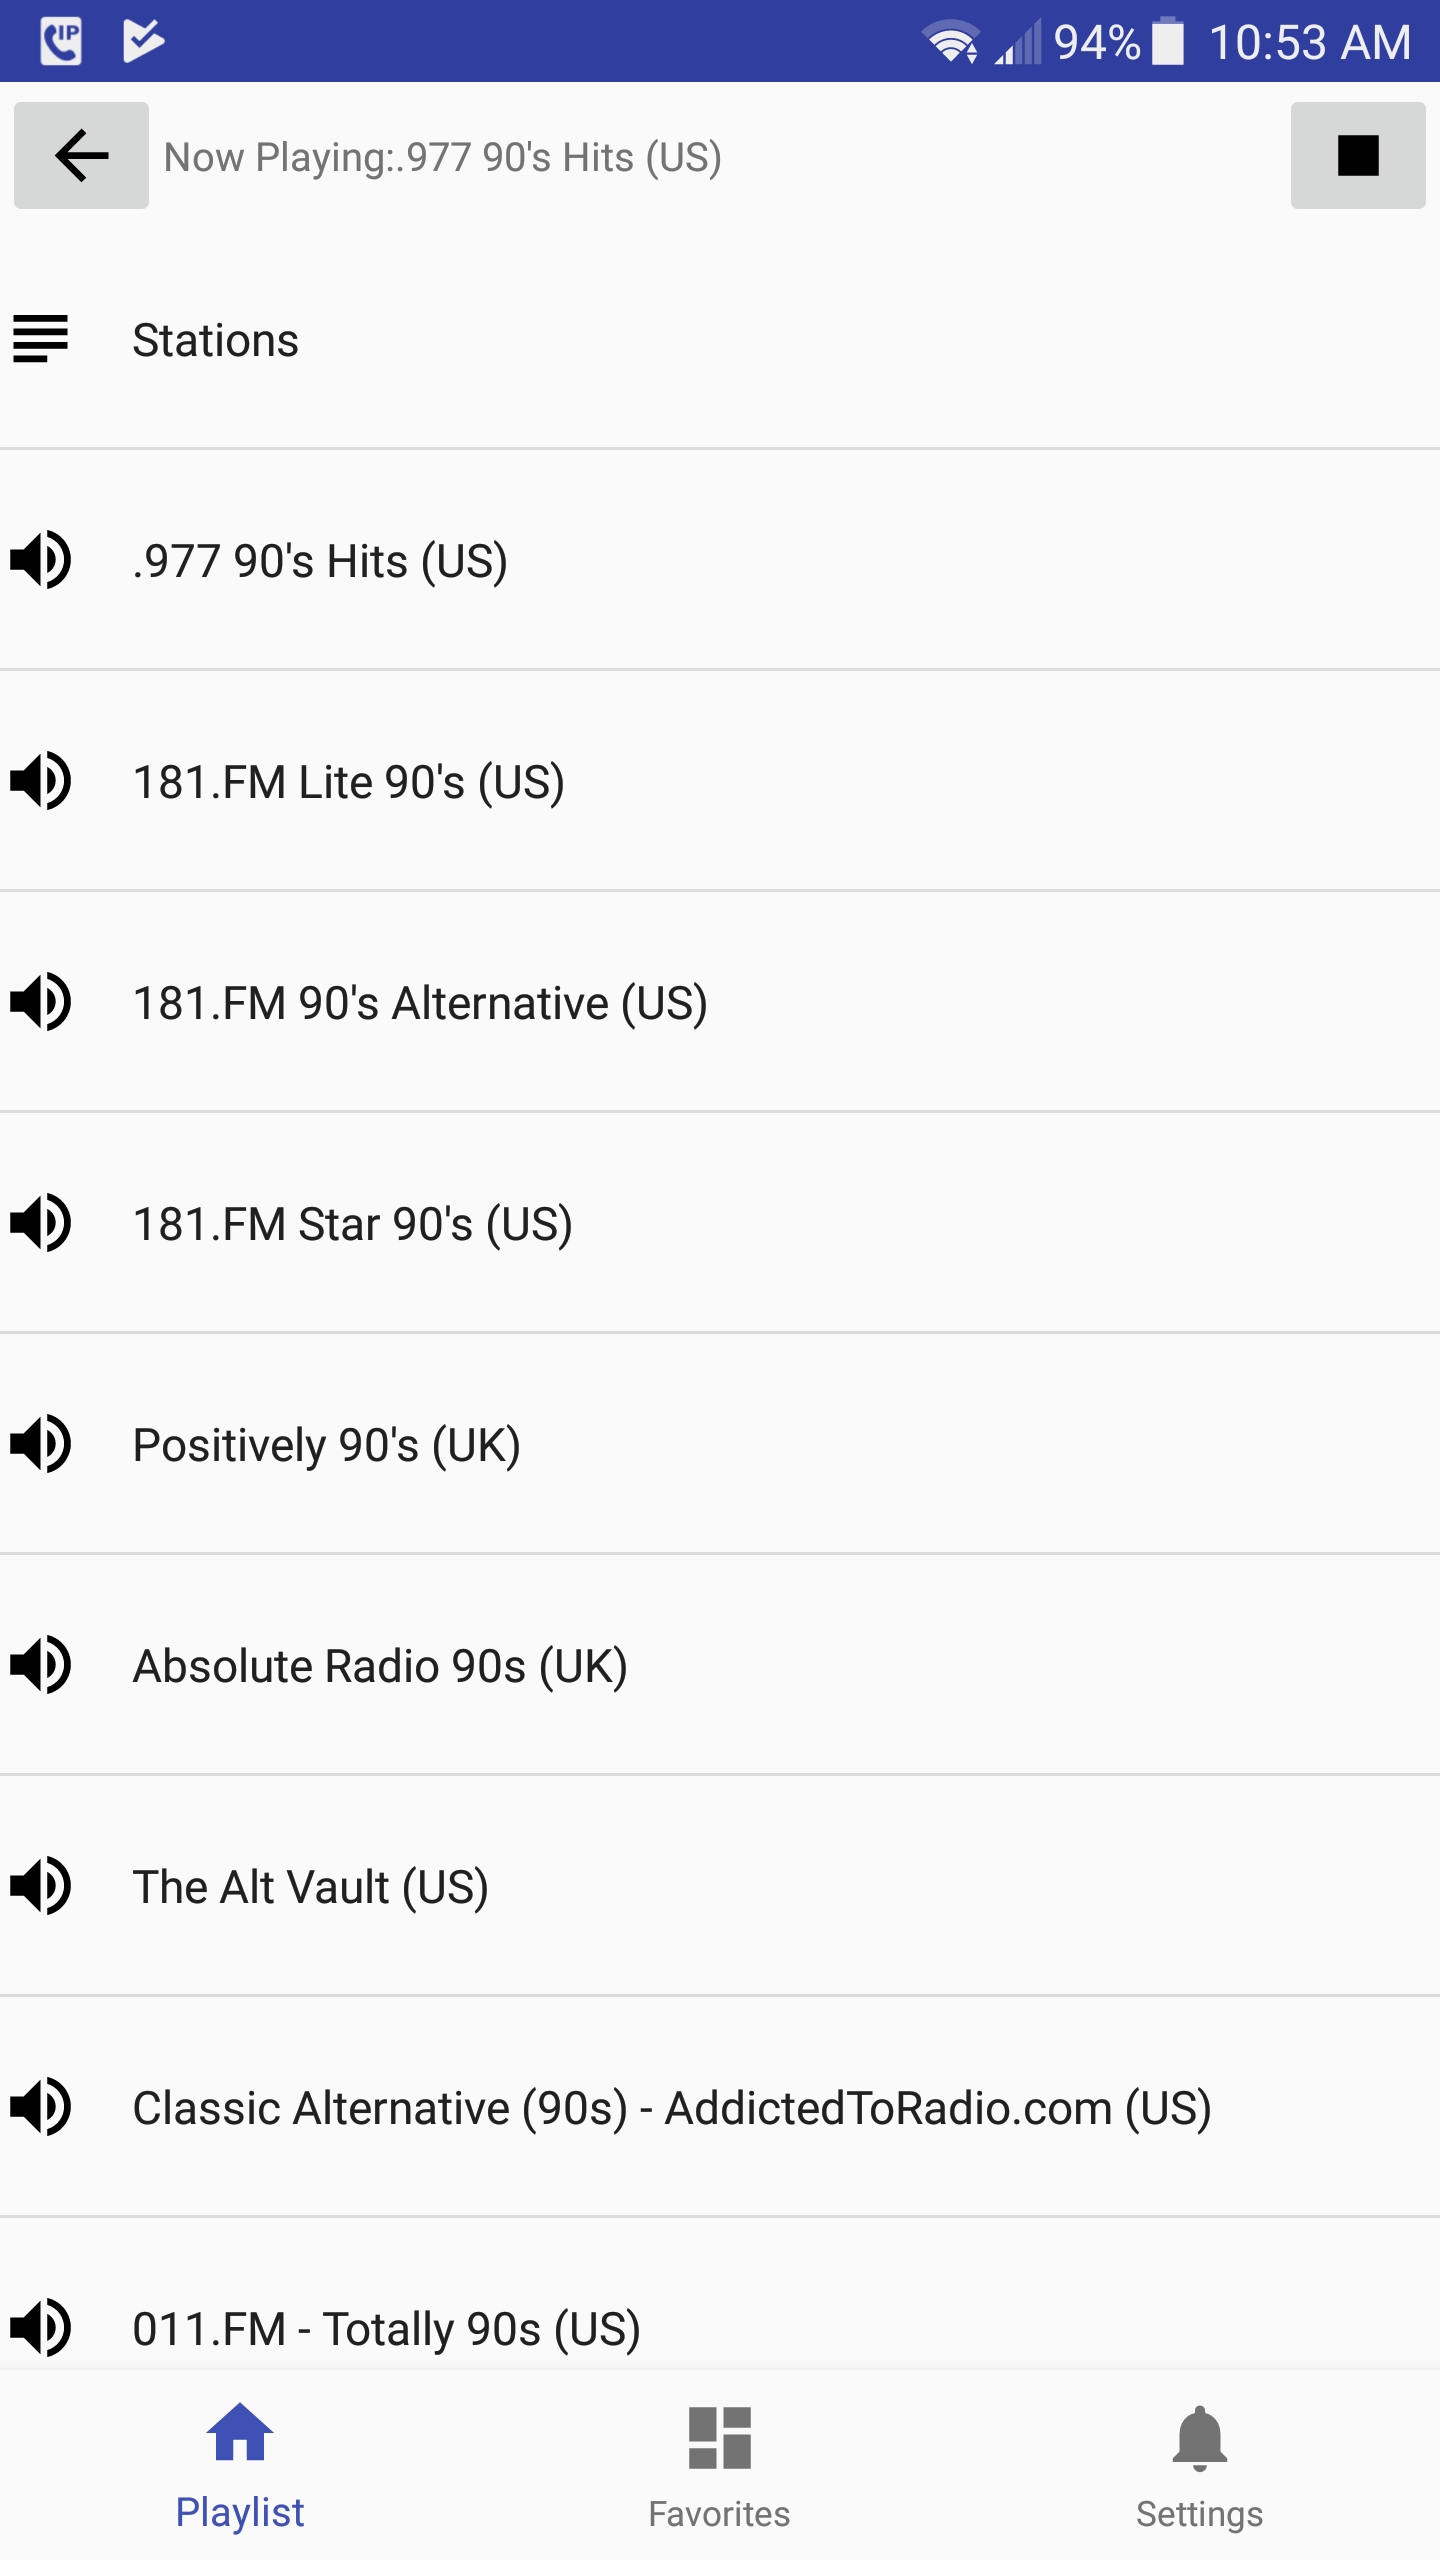 IP
94% 10:53 AM
Now Playing:.977 90's Hits (US)
Stations
.977 90's Hits (US)
181.FM Lite 90's (US)
181.FM 90's Alternative (US)
181.FM Star 90's (US)
Positively 90's (UK)
Absolute Radio 90s (UK)
The Alt Vault (US)
Classic Alternative (90s) - AddictedToRadio.com (US)
011.FM - Totally 90s (US)
Playlist Favorites Settings